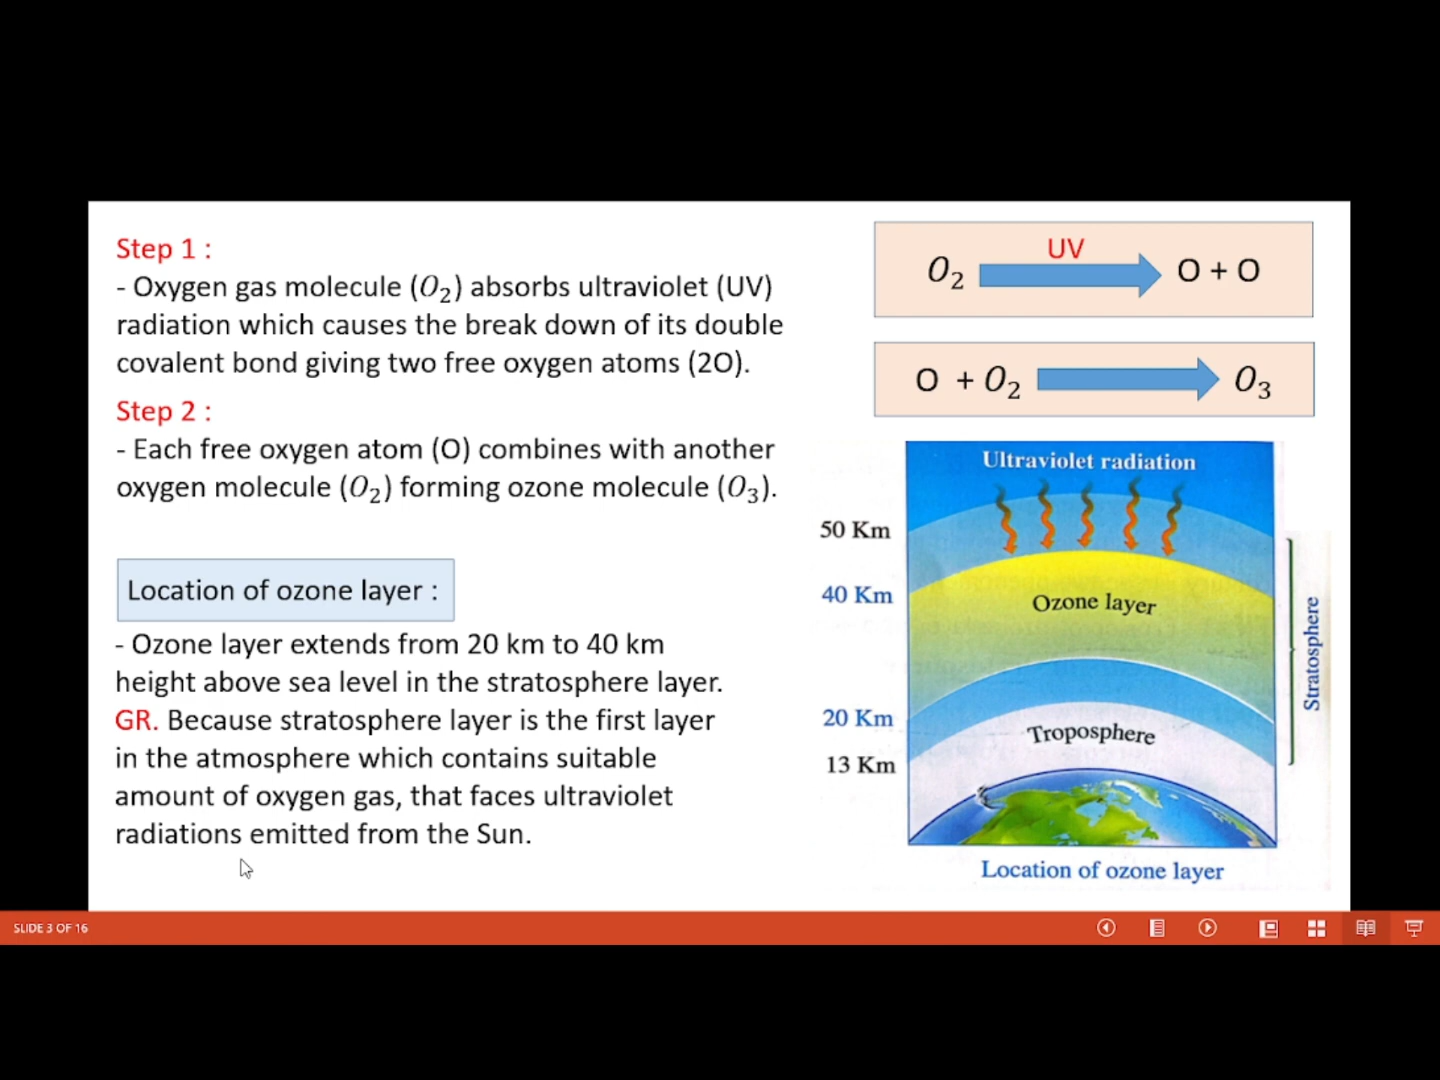 Step 1 :
- Oxygen gas molecule (O₂) absorbs ultraviolet (UV)
radiation which causes the break down of its double
covalent bond giving two free oxygen atoms (2O).
Step 2 :
- Each free oxygen atom (O) combines with another
oxygen molecule (O₂) forming ozone molecule (O₃).
Location of ozone layer :
- Ozone layer extends from 20 km to 40 km
height above sea level in the stratosphere layer.
GR. Because stratosphere layer is the first layer
in the atmosphere which contains suitable
amount of oxygen gas, that faces ultraviolet
radiations emitted from the Sun.
UV
O₂ O + O
O + O₂ O₃
Ultraviolet radiation
50 Km
40 Km
Ozone layer
Stratosphere
20 Km
Troposphere
13 Km
Location of ozone layer
SLIDE 3 OF 16